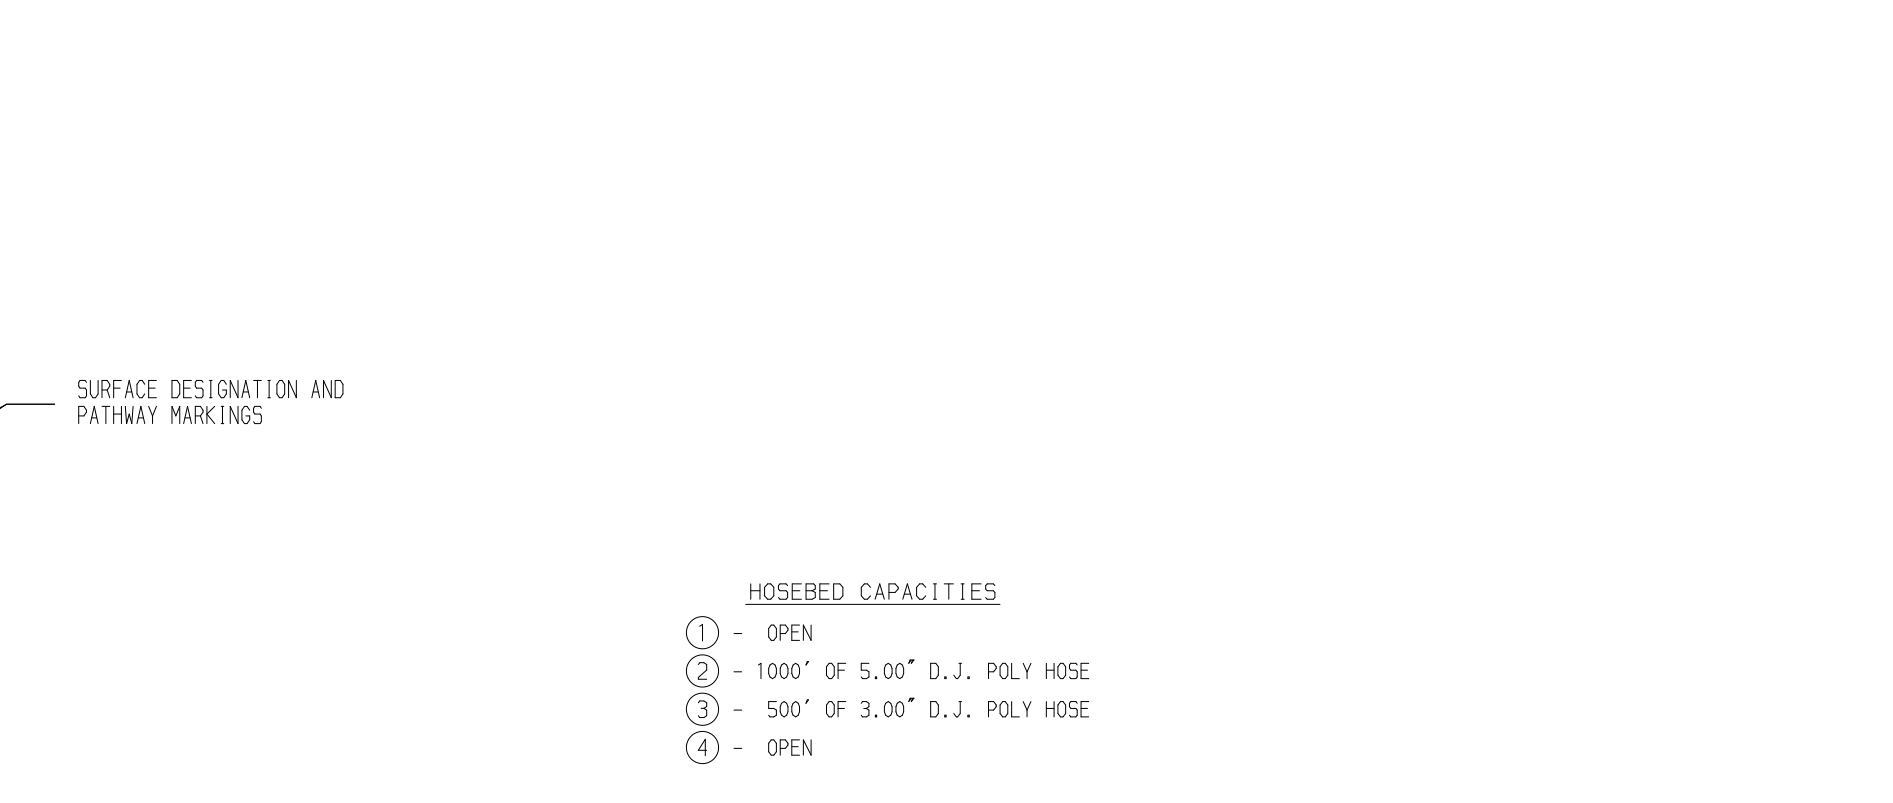 SURFACE DESIGNATION AND
PATHWAY MARKINGS
HOSEBED CAPACITIES
1 - OPEN
2 - 1000' OF 5.00" D.J. POLY HOSE
3 - 500' OF 3.00" D.J. POLY HOSE
4 - OPEN